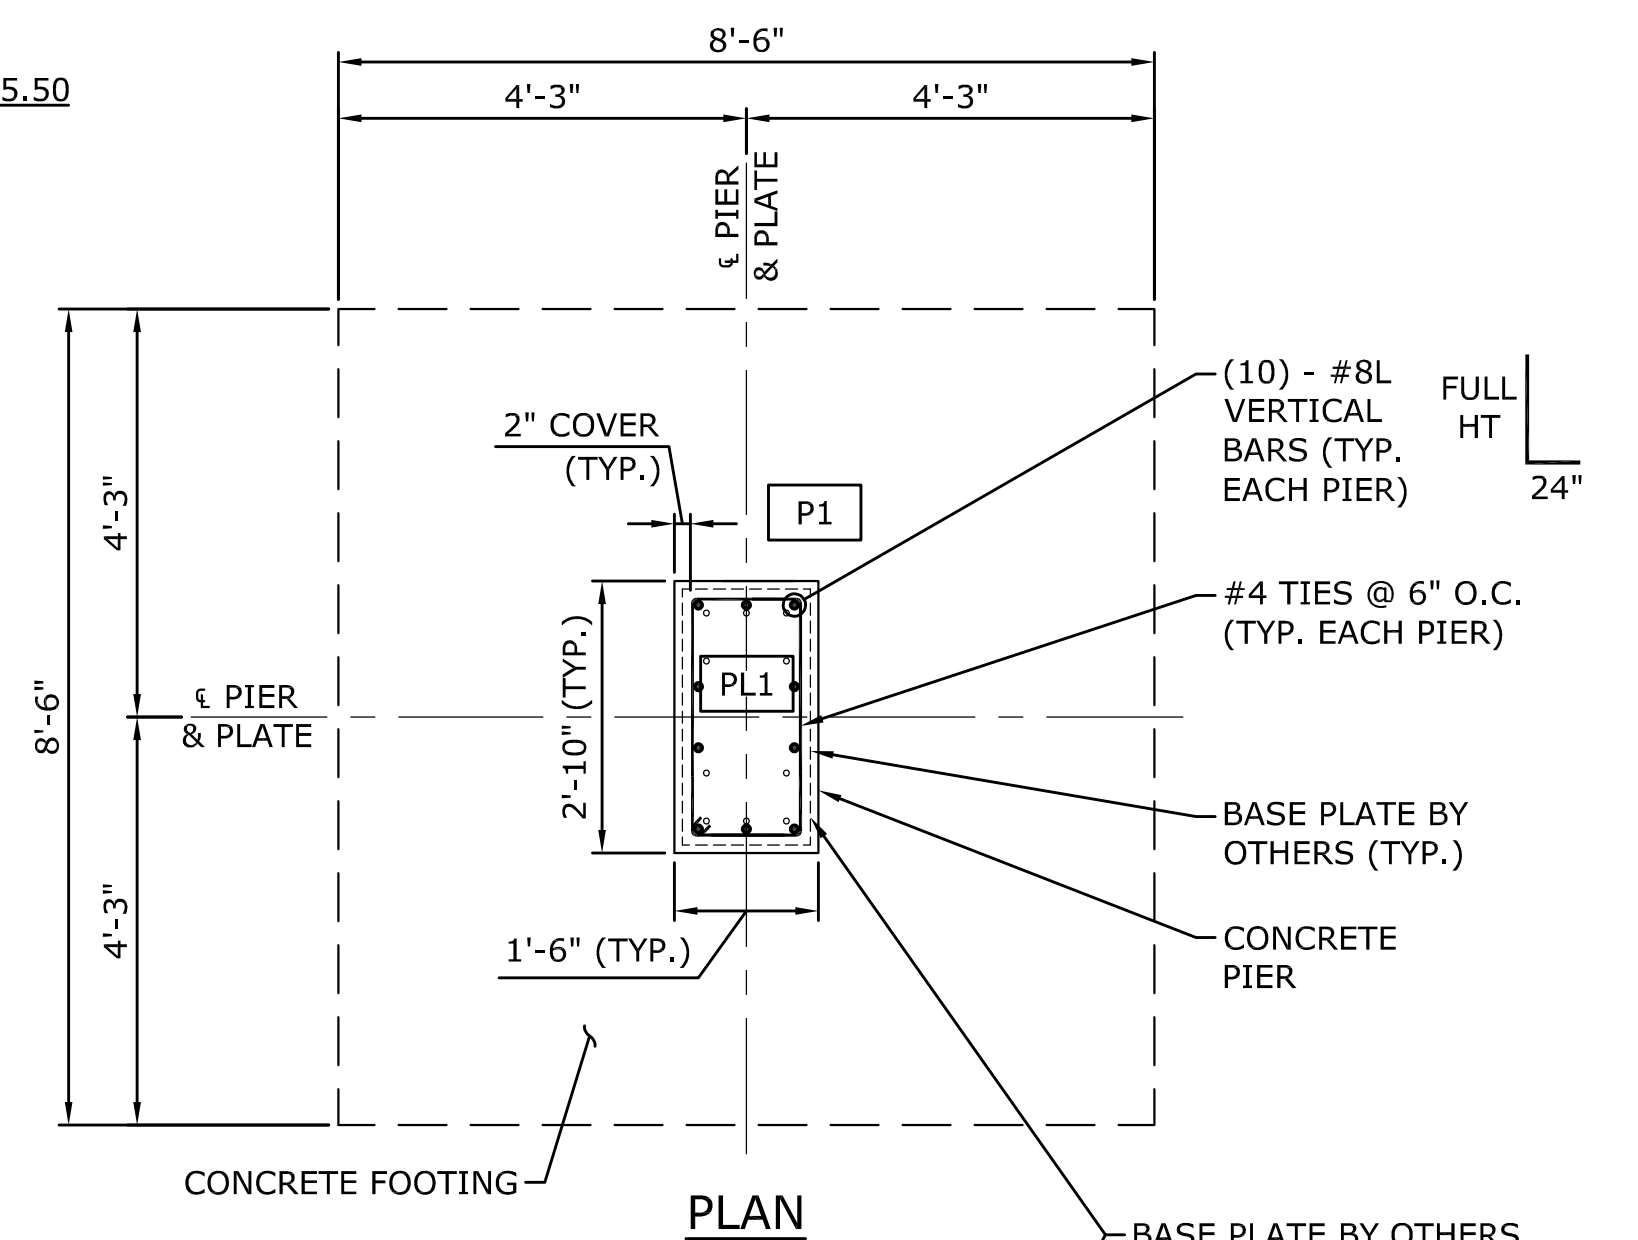 8'-6"
5.50
4'-3"
4'-3"
℄ PIER
& PLATE
(10) - #8L
VERTICAL
BARS (TYP.
EACH PIER)
FULL
HT
24"
2" COVER
(TYP.)
P1
4'-3"
#4 TIES @ 6" O.C.
(TYP. EACH PIER)
2'-10" (TYP.)
PL1
8'-6"
℄ PIER
& PLATE
BASE PLATE BY
OTHERS (TYP.)
4'-3"
1'-6" (TYP.)
CONCRETE
PIER
CONCRETE FOOTING
PLAN
BASE PLATE BY OTHERS